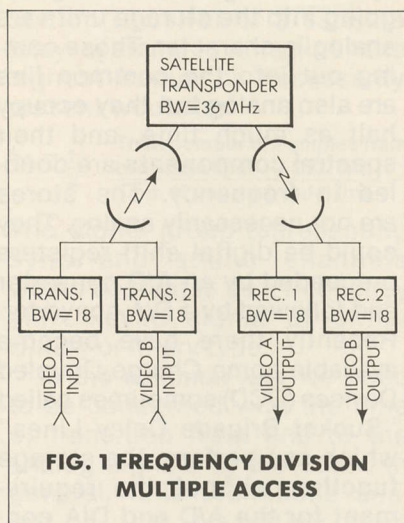 SATELLITE
TRANSPONDER
BW=36 MHz
TRANS. 1
BW=18
TRANS. 2
BW=18
REC. 1
BW=18
REC. 2
BW=18
VIDEO A
INPUT
VIDEO B
INPUT
VIDEO A
OUTPUT
VIDEO B
OUTPUT
FIG. 1 FREQUENCY DIVISION
MULTIPLE ACCESS